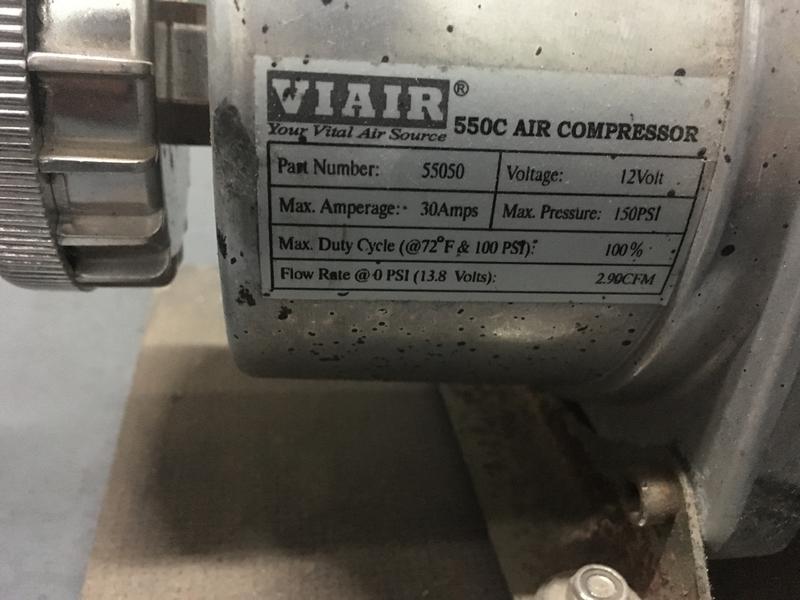 VIAIR®
Your Vital Air Source 550C AIR COMPRESSOR
Part Number: 55050 Voltage: 12Volt
Max. Amperage: 30Amps Max. Pressure: 150PSI
Max. Duty Cycle (@72°F & 100 PSI): 100%
Flow Rate @ 0 PSI (13.8 Volts): 2.90CFM